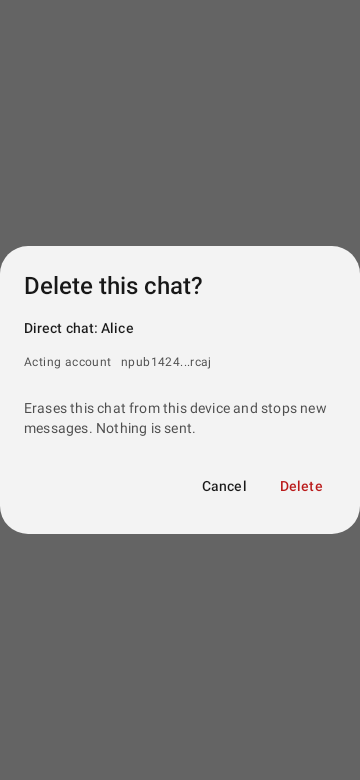 Delete this chat?
Direct chat: Alice
Acting account npub1424...rcaj
Erases this chat from this device and stops new
messages. Nothing is sent.
Cancel Delete